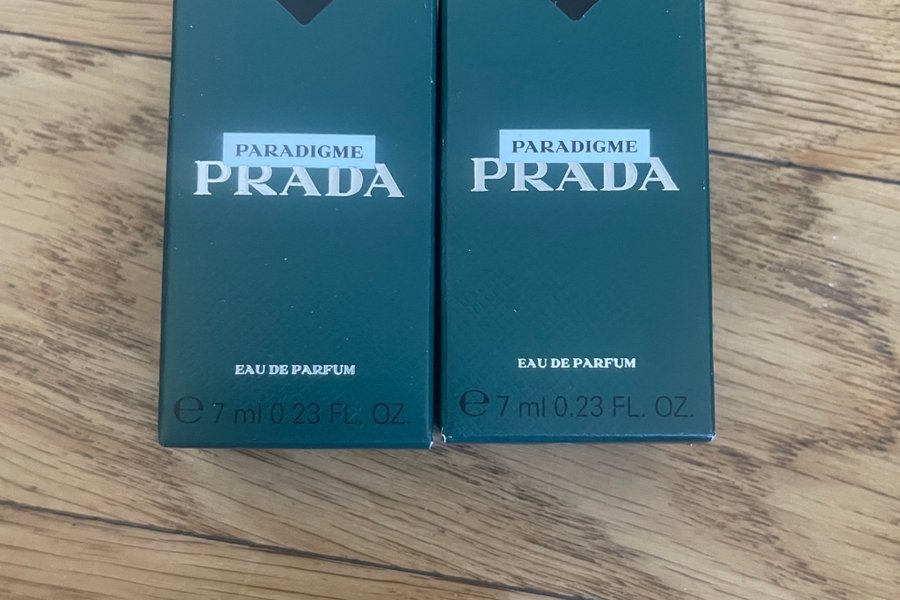 PARADIGME
PRADA
EAU DE PARFUM
℮ 7 ml 0.23 FL. OZ.
PARADIGME
PRADA
EAU DE PARFUM
℮ 7 ml 0.23 FL. OZ.